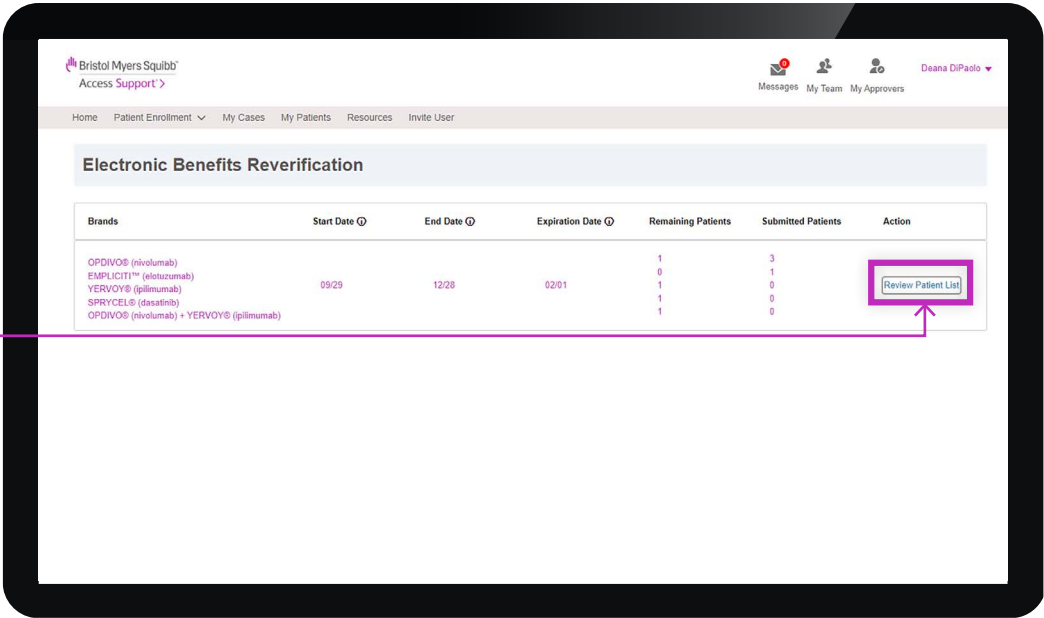 Bristol Myers Squibb™
Access Support®
0
Messages My Team My Approvers
Deana DiPaolo
Home Patient Enrollment My Cases My Patients Resources Invite User
Electronic Benefits Reverification
Brands Start Date End Date Expiration Date Remaining Patients Submitted Patients Action
OPDIVO® (nivolumab) 1 3
EMPLICITI™ (elotuzumab) 0 1
YERVOY® (ipilimumab) 09/29 12/28 02/01 1 0 Review Patient List
SPRYCEL® (dasatinib) 1 0
OPDIVO® (nivolumab) + YERVOY® (ipilimumab) 1 0